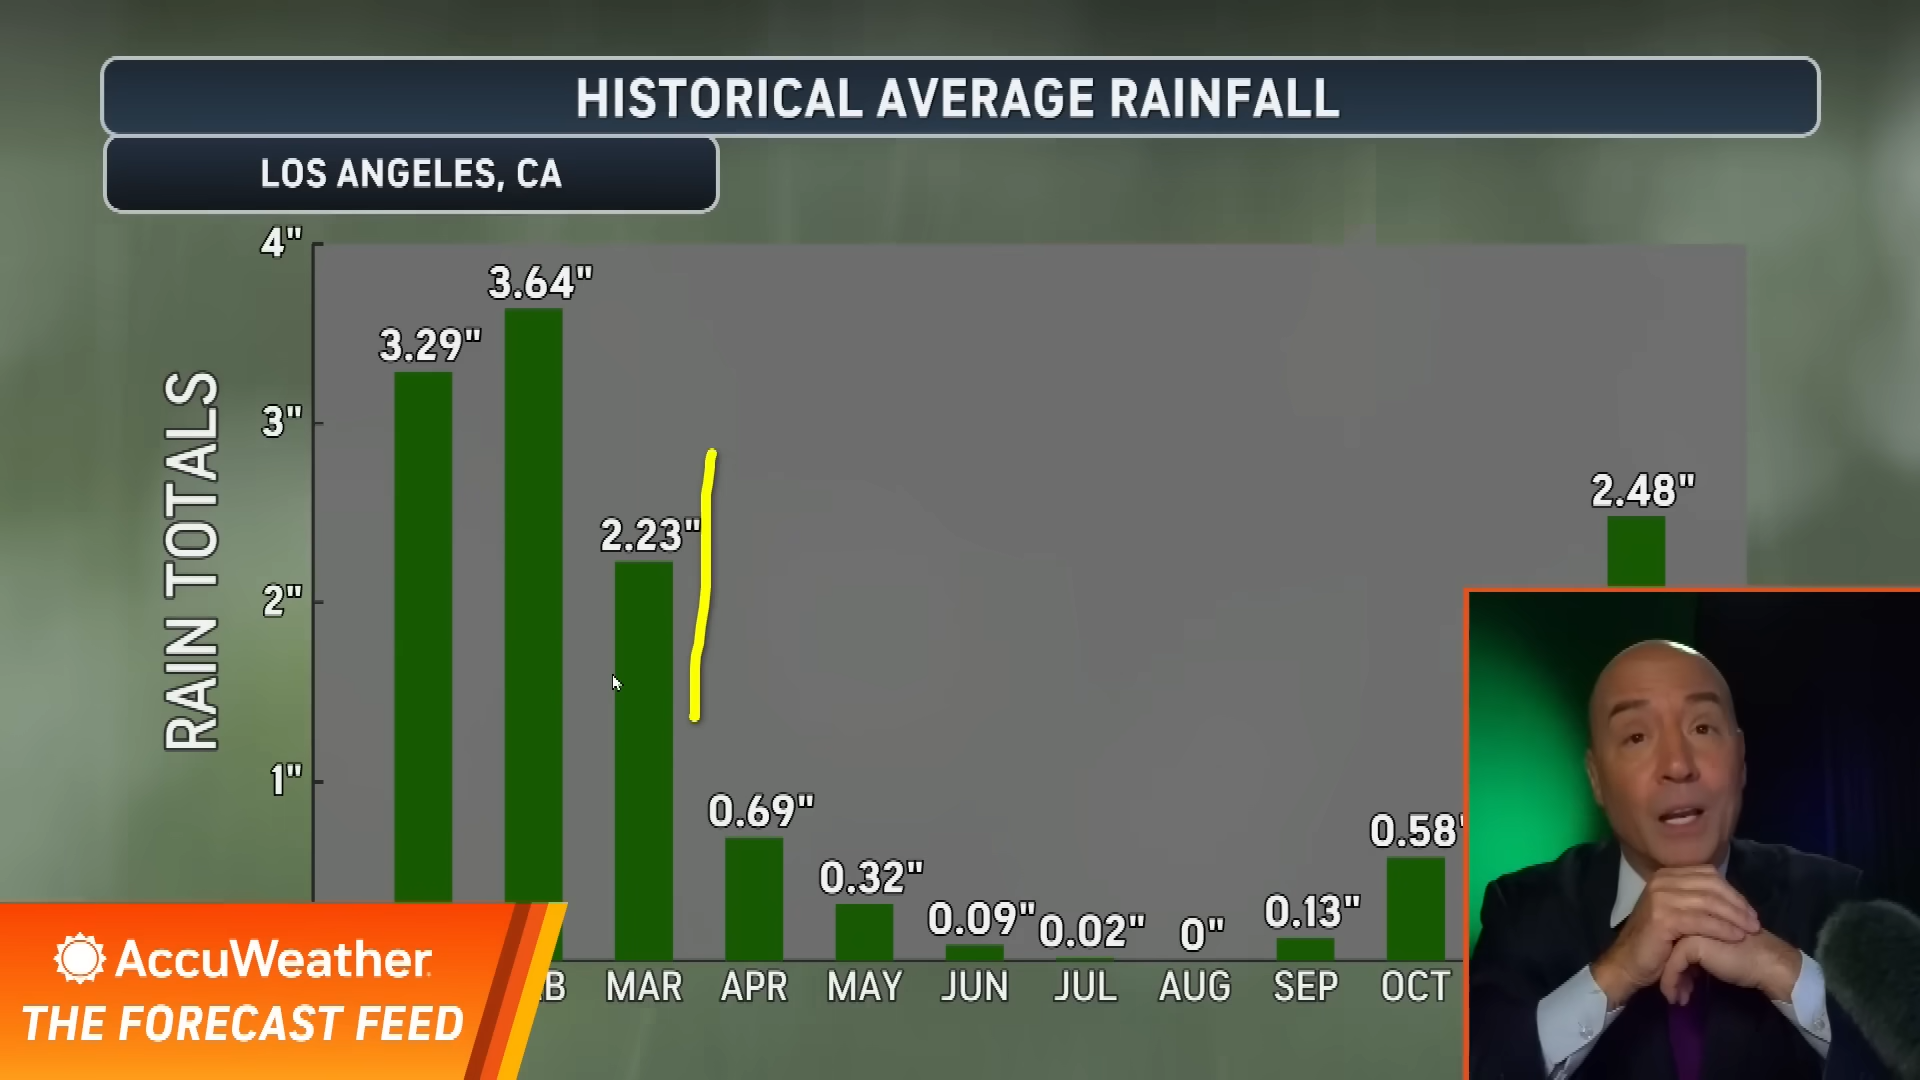 HISTORICAL AVERAGE RAINFALL
LOS ANGELES, CA
RAIN TOTALS
4"
3"
2"
1"
3.29"
3.64"
2.23"
0.69"
0.32"
0.09"
0.02"
0"
0.13"
0.58"
2.48"
MAR APR MAY JUN JUL AUG SEP OCT
AccuWeather
THE FORECAST FEED